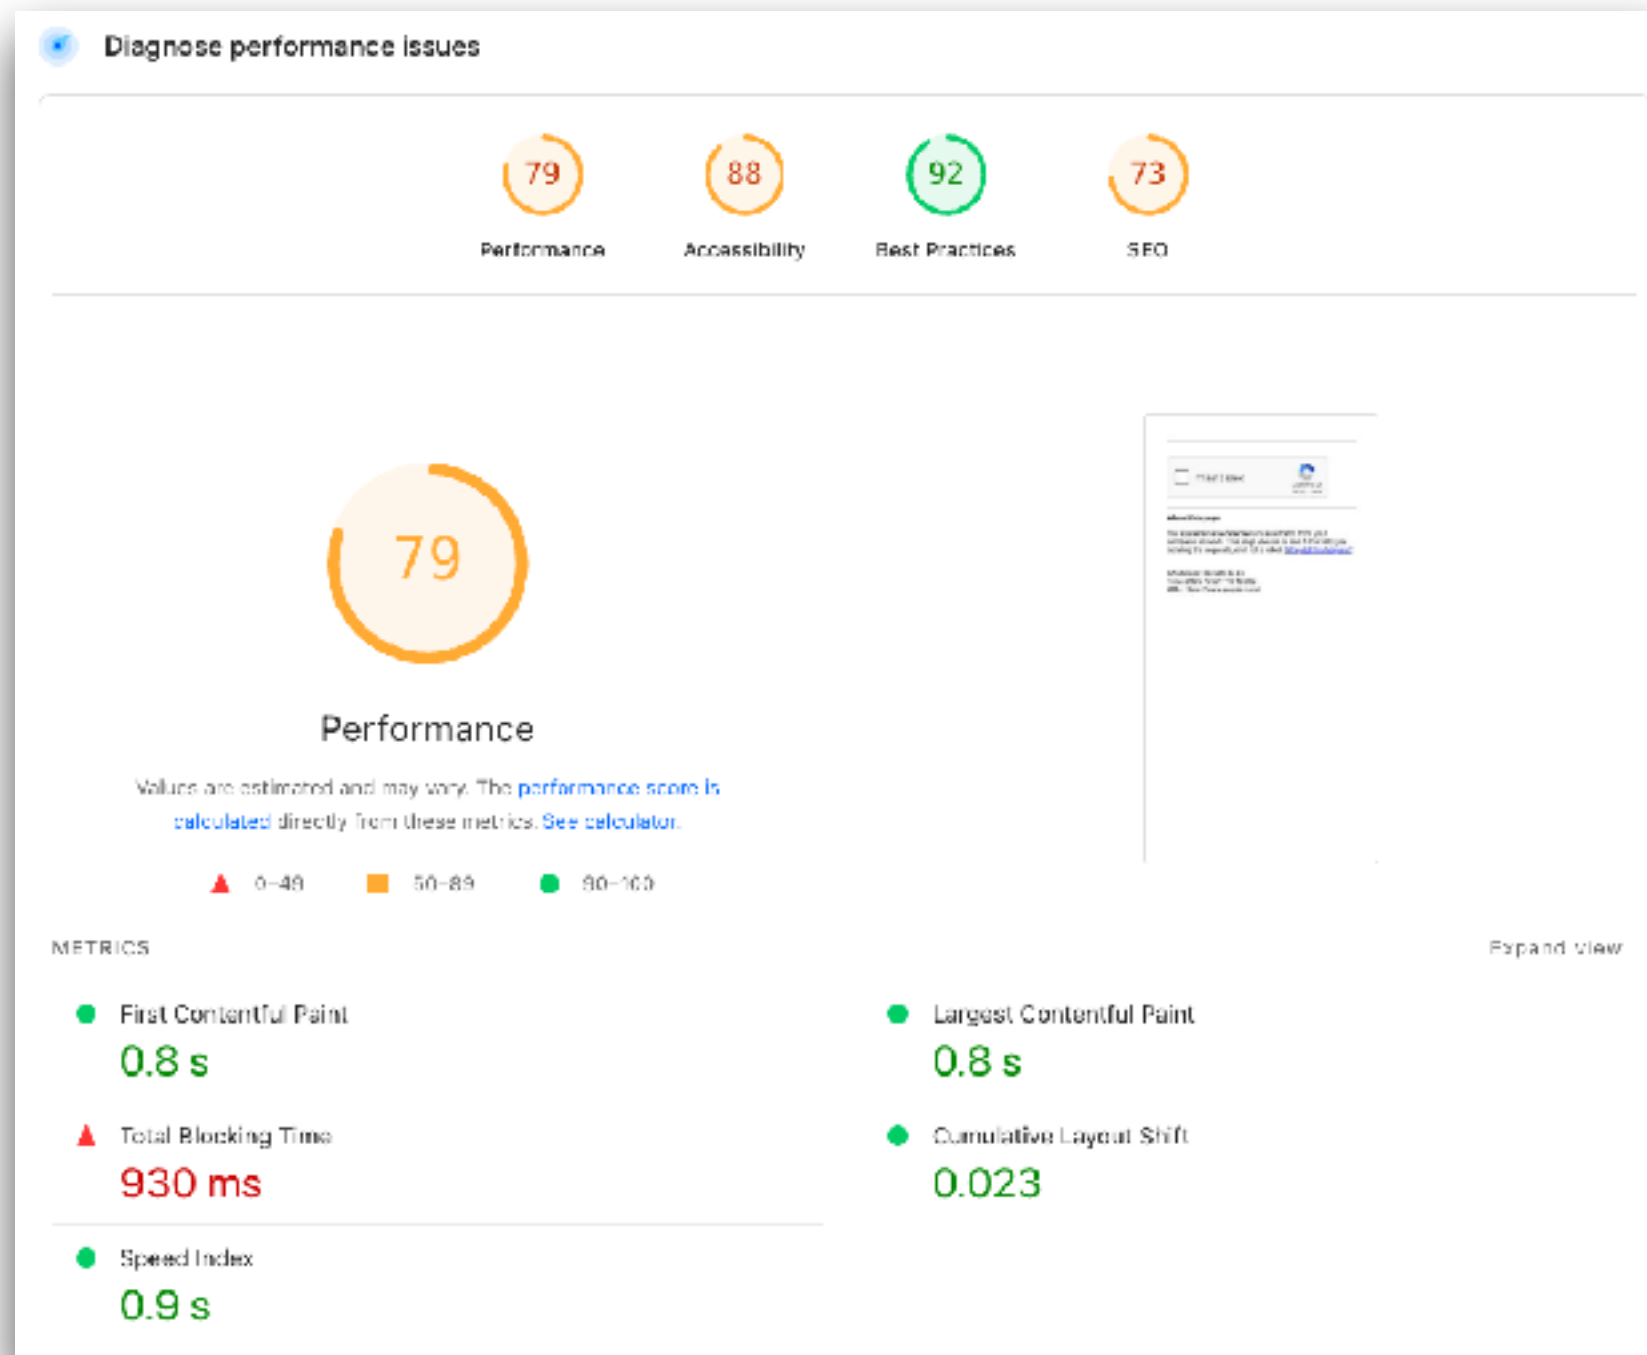 Diagnose performance issues
79
88
92
73
Performance
Accessibility
Best Practices
SEO
79
Performance
Values are estimated and may vary. The performance score is
calculated directly from these metrics. See calculator.
0–49
50–89
90–100
METRICS
Expand view
First Contentful Paint
0.8 s
Largest Contentful Paint
0.8 s
Total Blocking Time
930 ms
Cumulative Layout Shift
0.023
Speed Index
0.9 s